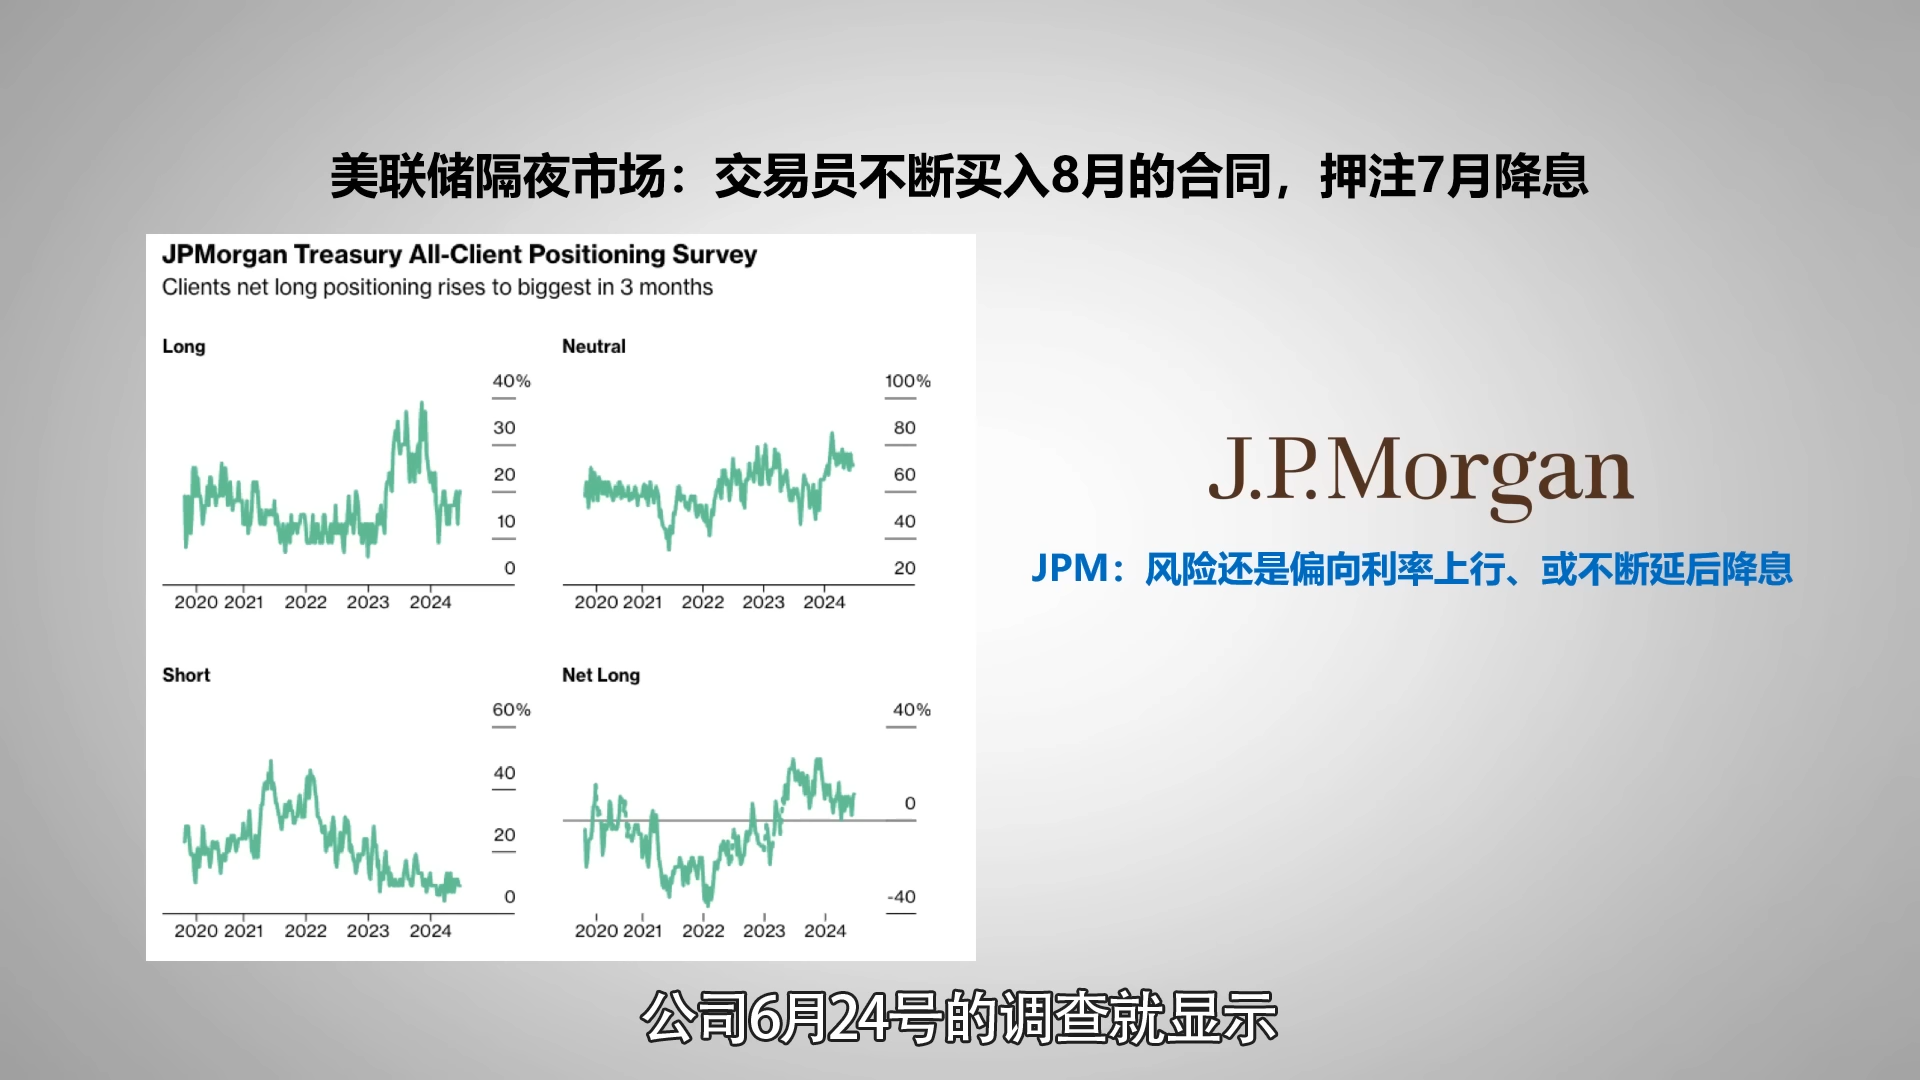 美联储隔夜市场：交易员不断买入8月的合同，押注7月降息
JPMorgan Treasury All-Client Positioning Survey
Clients net long positioning rises to biggest in 3 months
Long
40%
30
20
10
0
2020 2021 2022 2023 2024
Neutral
100%
80
60
40
20
2020 2021 2022 2023 2024
Short
60%
40
20
0
2020 2021 2022 2023 2024
Net Long
40%
0
-40
2020 2021 2022 2023 2024
J.P.Morgan
JPM：风险还是偏向利率上行、或不断延后降息
公司6月24号的调查就显示